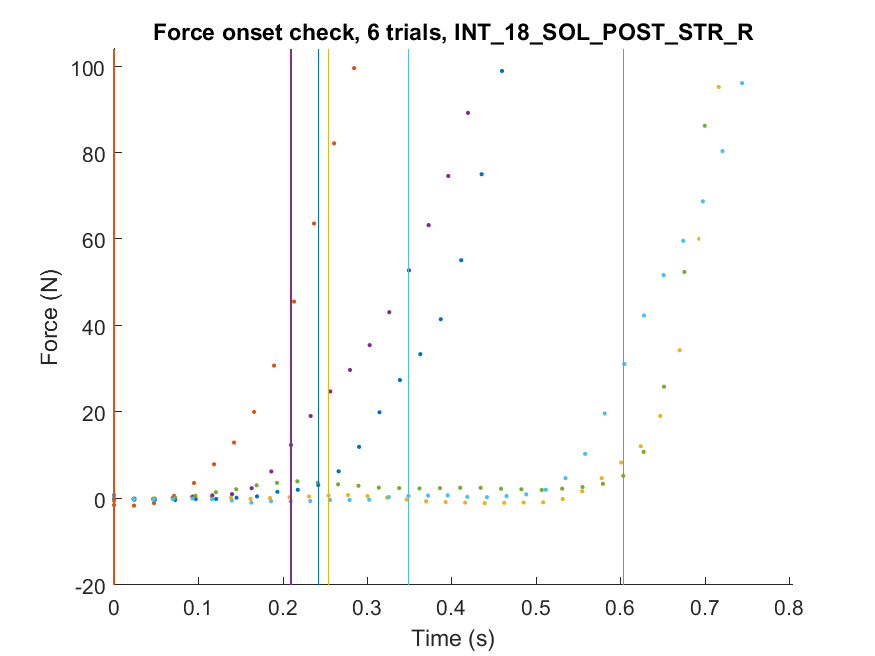 Force onset check, 6 trials, INT_18_SOL_POST_STR_R
100
80
60
40
20
0
-20
Force (N)
0 0.1 0.2 0.3 0.4 0.5 0.6 0.7 0.8
Time (s)